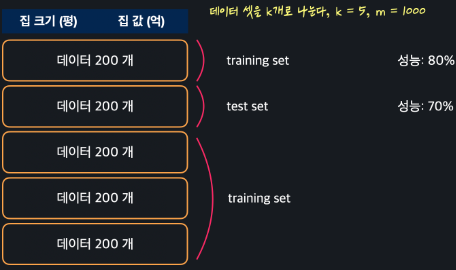 데이터 셋을 k개로 나눈다, k = 5, m = 1000
집 크기 (평) 집 값 (억)
데이터 200 개 training set 성능: 80%
데이터 200 개 test set 성능: 70%
데이터 200 개
데이터 200 개 training set
데이터 200 개